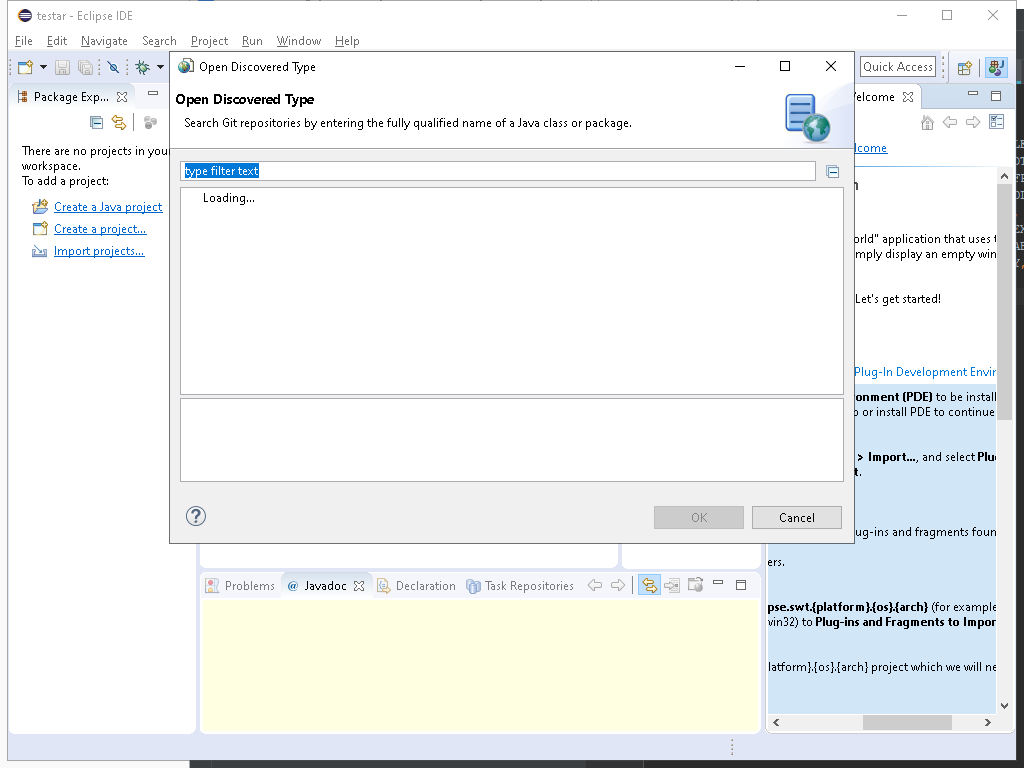 testar - Eclipse IDE
File Edit Navigate Search Project Run Window Help
Quick Access
Package Exp...
There are no projects in you
workspace.
To add a project:
Create a Java project
Create a project...
Import projects...
Open Discovered Type
Open Discovered Type
Search Git repositories by entering the fully qualified name of a Java class or package.
type filter text
Loading...
?
OK
Cancel
elcome
come
orld" application that uses t
mply display an empty win
Let's get started!
Plug-In Development Envir
onment (PDE) to be install
o or install PDE to continue
> Import..., and select Plu
t.
ug-ins and fragments foun
ers.
pse.swt.{platform}.{os}.{arch} (for example
vin32) to Plug-ins and Fragments to Impor
latform}.{os}.{arch} project which we will ne
Problems
@ Javadoc
Declaration
Task Repositories